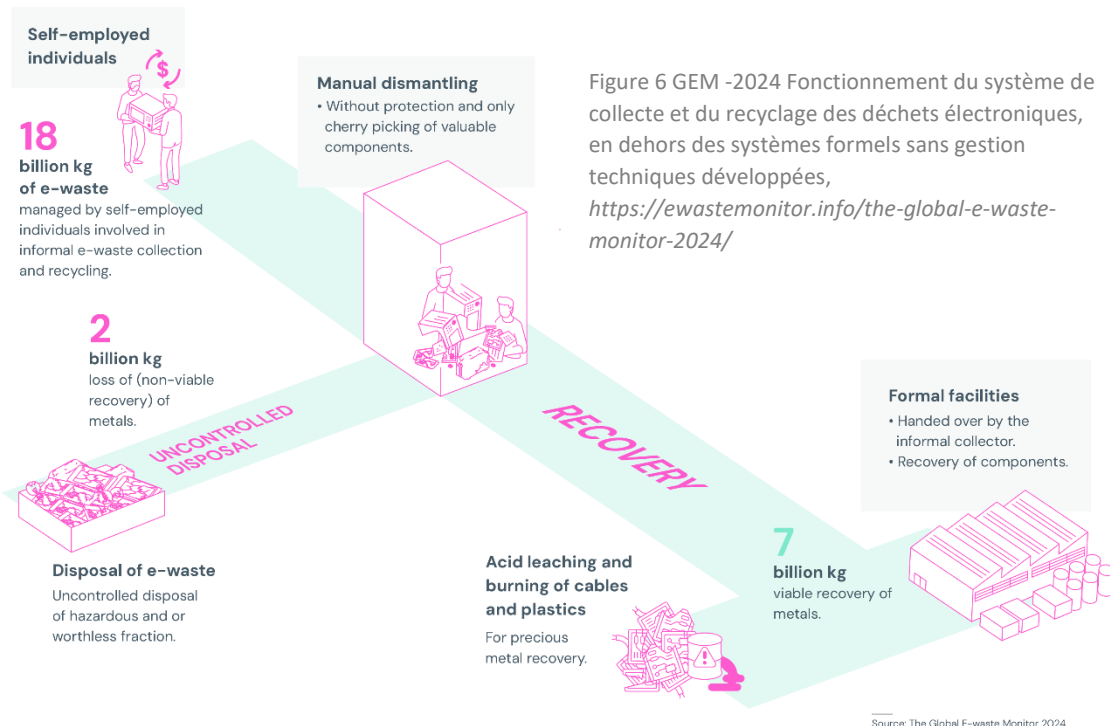 Self-employed
individuals
$
18
billion kg
of e-waste
managed by self-employed
individuals involved in
informal e-waste collection
and recycling.
Manual dismantling
• Without protection and only
cherry picking of valuable
components.
Figure 6 GEM -2024 Fonctionnement du système de
collecte et du recyclage des déchets électroniques,
en dehors des systèmes formels sans gestion
techniques développées,
https://ewastemonitor.info/the-global-e-waste-
monitor-2024/
2
billion kg
loss of (non-viable
recovery) of
metals.
UNCONTROLLED
DISPOSAL
RECOVERY
Formal facilities
• Handed over by the
informal collector.
• Recovery of components.
Disposal of e-waste
Uncontrolled disposal
of hazardous and or
worthless fraction.
Acid leaching and
burning of cables
and plastics
For precious
metal recovery.
7
billion kg
viable recovery of
metals.
Source: The Global E-waste Monitor 2024